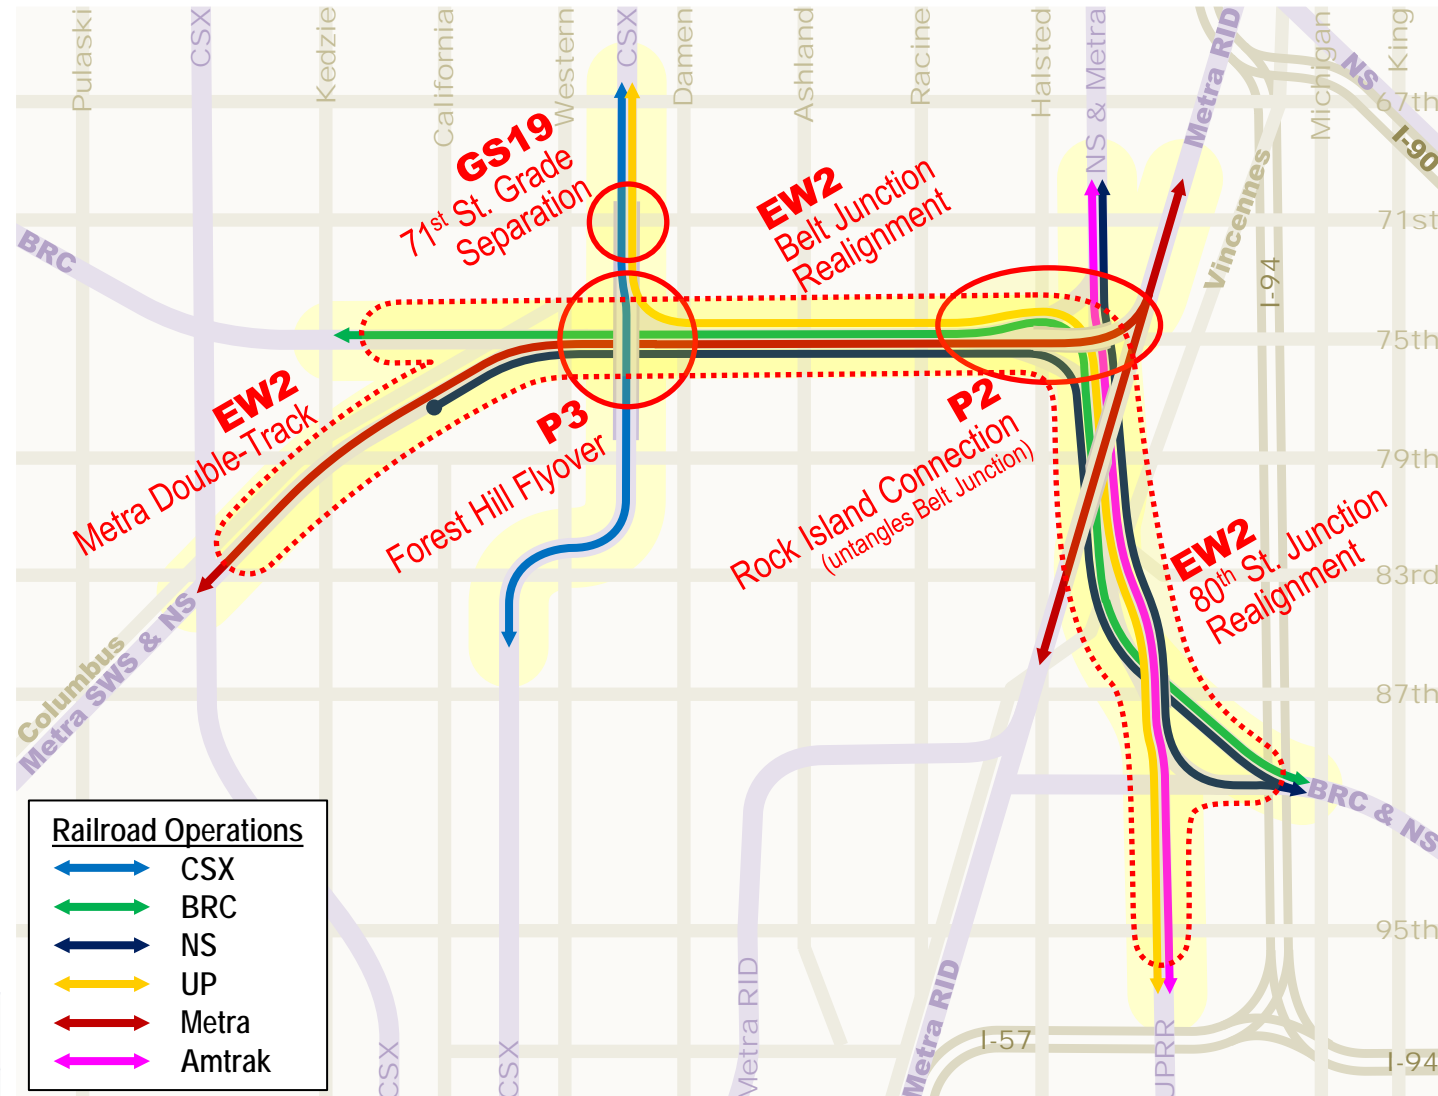 Pulaski
CSX
Kedzie
California
Western
CSX
Damen
Ashland
Racine
Halsted
NS & Metra
Metra RID
NS
Michigan
King
67th
I-90
GS19
71st St. Grade
Separation
EW2
Belt Junction
Realignment
Vincennes
I-94
71st
BRC
75th
EW2
Metra Double-Track
P3
Forest Hill Flyover
P2
Rock Island Connection
(untangles Belt Junction)
79th
EW2
80th St. Junction
Realignment
83rd
Columbus
Metra SWS & NS
87th
BRC & NS
95th
Railroad Operations
CSX
BRC
NS
UP
Metra
Amtrak
CSX
CSX
Metra RID
Metra RID
I-57
UPRR
I-94